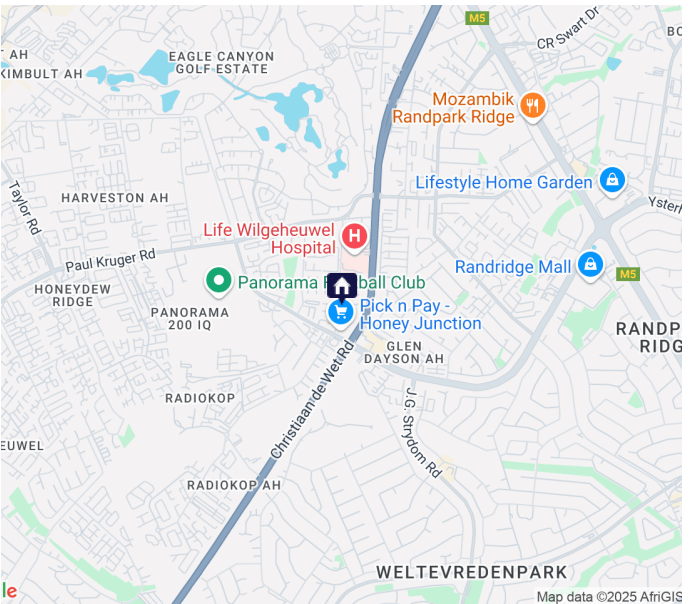 M5
CR Swart Dr
AH
KIMBULT AH
EAGLE CANYON
GOLF ESTATE
Mozambik
Randpark Ridge
Lifestyle Home Garden
Taylor Rd
HARVESTON AH
Life Wilgeheuwel
Hospital
H
Paul Kruger Rd
Randridge Mall
M5
HONEYDEW
RIDGE
Panorama F
ball Club
PANORAMA
200 IQ
Pick n Pay -
Honey Junction
RANDP
RIDG
GLEN
DAYSON AH
Christiaan de Wet Rd
RADIOKOP
J.G. Strydom Rd
EUWEL
RADIOKOP AH
WELTEVREDENPARK
le
Map data ©2025 AfriGIS